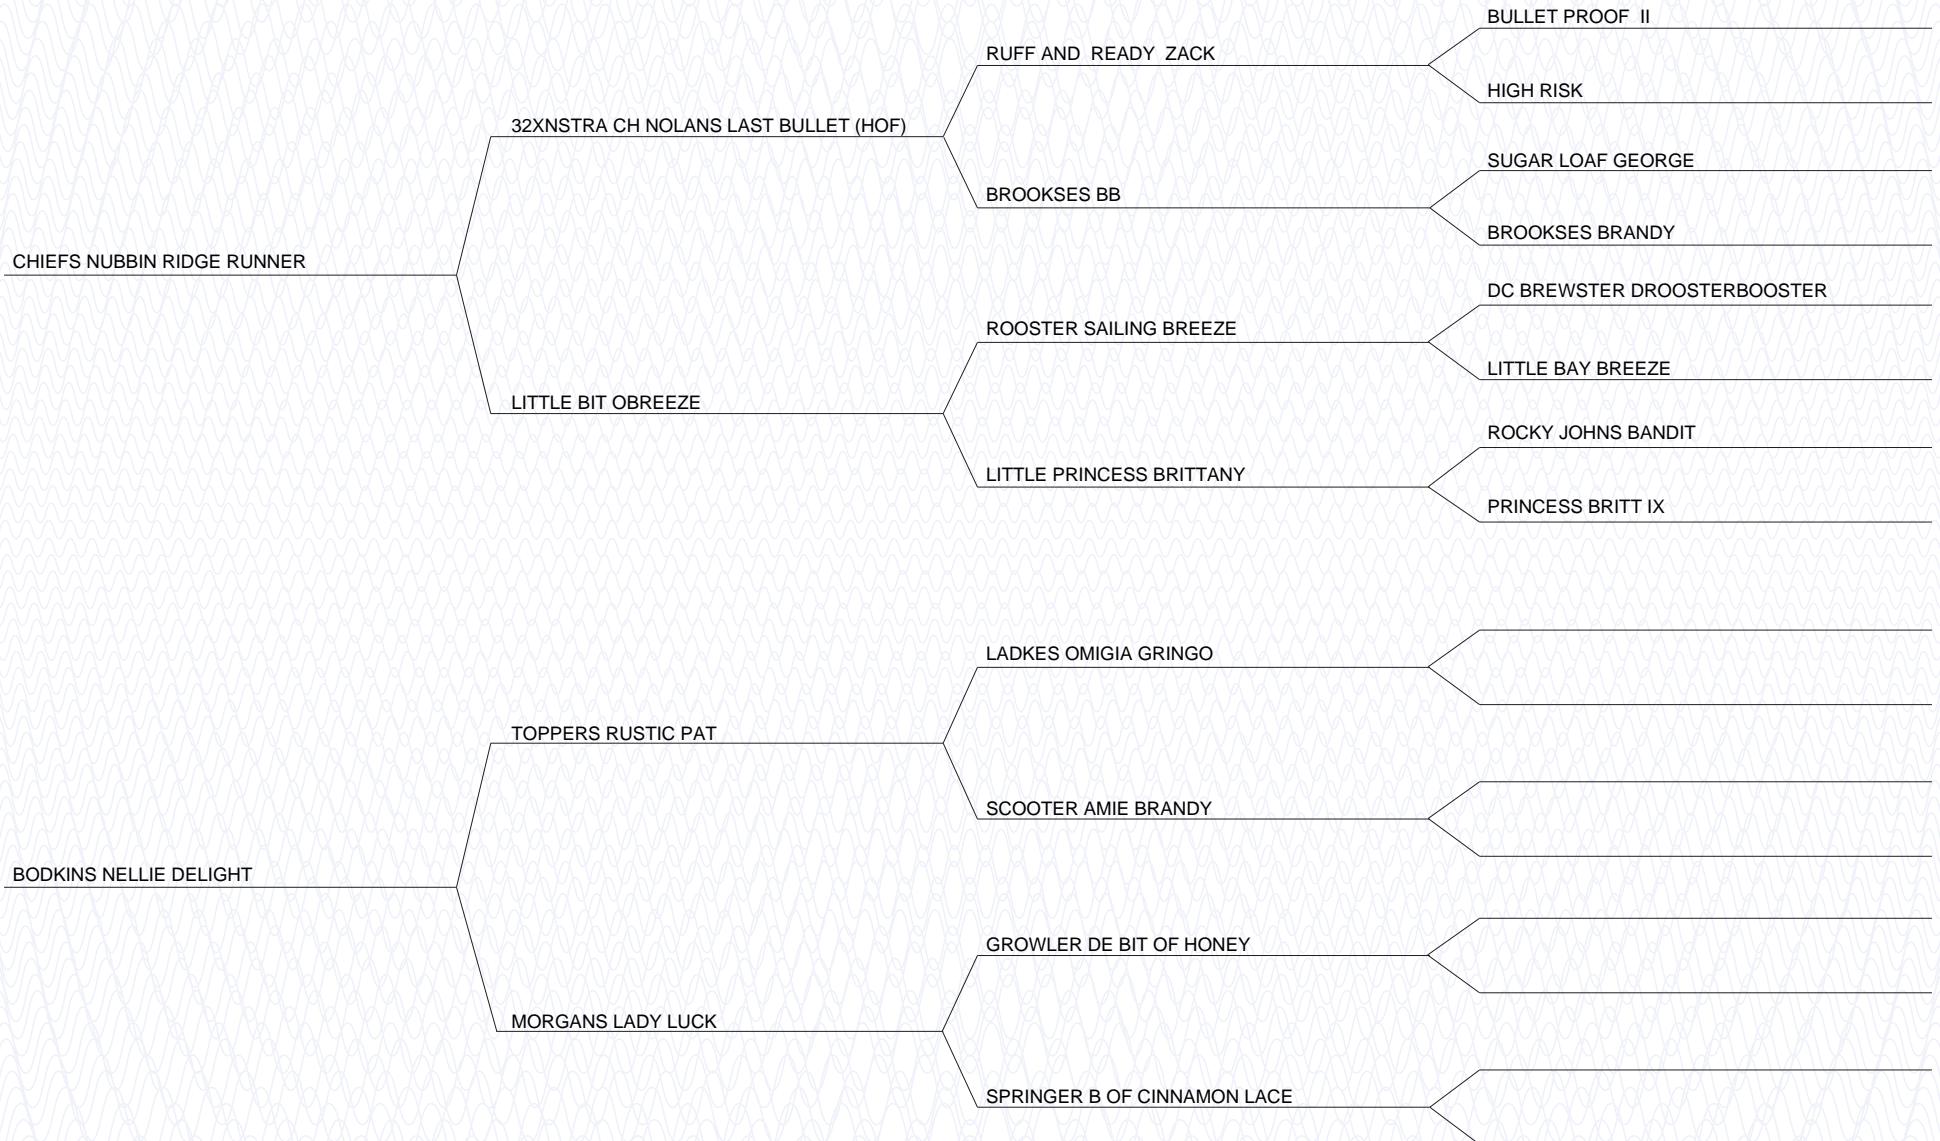 BULLET PROOF  II
RUFF AND  READY  ZACK
HIGH RISK
32XNSTRA CH NOLANS LAST BULLET (HOF)
SUGAR LOAF GEORGE
BROOKSES BB
BROOKSES BRANDY
CHIEFS NUBBIN RIDGE RUNNER
DC BREWSTER DROOSTERBOOSTER
ROOSTER SAILING BREEZE
LITTLE BAY BREEZE
LITTLE BIT OBREEZE
ROCKY JOHNS BANDIT
LITTLE PRINCESS BRITTANY
PRINCESS BRITT IX
LADKES OMIGIA GRINGO
TOPPERS RUSTIC PAT
SCOOTER AMIE BRANDY
BODKINS NELLIE DELIGHT
GROWLER DE BIT OF HONEY
MORGANS LADY LUCK
SPRINGER B OF CINNAMON LACE